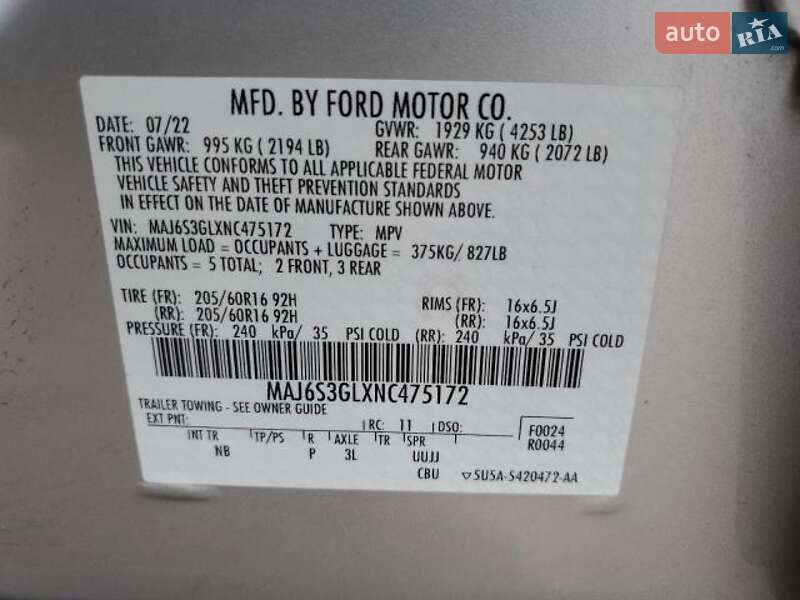 auto RIA
.com
MFD. BY FORD MOTOR CO.
DATE: 07/22 GVWR: 1929 KG ( 4253 LB)
FRONT GAWR: 995 KG ( 2194 LB) REAR GAWR: 940 KG ( 2072 LB)
THIS VEHICLE CONFORMS TO ALL APPLICABLE FEDERAL MOTOR
VEHICLE SAFETY AND THEFT PREVENTION STANDARDS
IN EFFECT ON THE DATE OF MANUFACTURE SHOWN ABOVE.
VIN: MAJ6S3GLXNC475172 TYPE: MPV
MAXIMUM LOAD = OCCUPANTS + LUGGAGE = 375KG/ 827LB
OCCUPANTS = 5 TOTAL; 2 FRONT, 3 REAR
TIRE (FR): 205/60R16 92H RIMS (FR): 16x6.5J
(RR): 205/60R16 92H (RR): 16x6.5J
PRESSURE (FR): 240 kPa/ 35 PSI COLD (RR): 240 kPa/ 35 PSI COLD
MAJ6S3GLXNC475172
TRAILER TOWING - SEE OWNER GUIDE
EXT PNT: RC: 11 DSO: F0024
INT TR TP/PS R AXLE TR SPR R0044
NB P 3L UUJJ
CBU ▽5U5A-S420472-AA